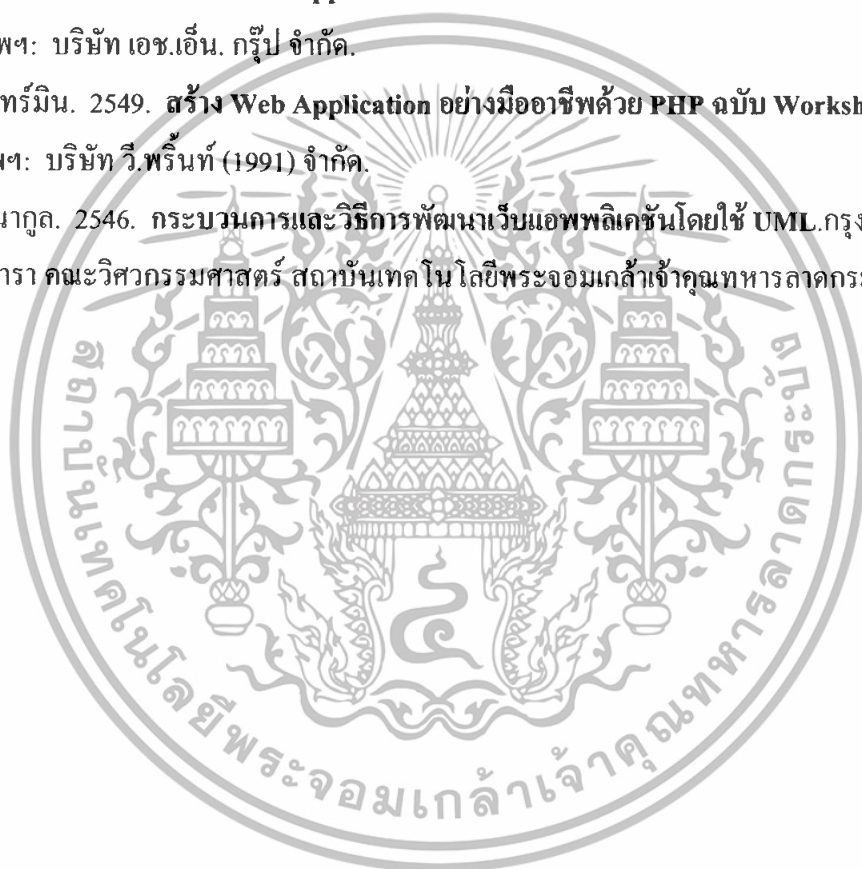 พฯ: บริษัท เอช.เอ็น. กรุ๊ป จำกัด.
ทร์มิน. 2549. สร้าง Web Application อย่างมืออาชีพด้วย PHP ฉบับ Worksh
พฯ: บริษัท วี.พริ้นท์ (1991) จำกัด.
นากูล. 2546. กระบวนการและวิธีการพัฒนาเว็บแอพพลิเคชันโดยใช้ UML.กรุง
ารา คณะวิศวกรรมศาสตร์ สถาบันเทคโนโลยีพระจอมเกล้าเจ้าคุณทหารลาดกระ
สถาบันเทคโนโลยีพระจอมเกล้าเจ้าคุณทหารลาดกระบัง
๔